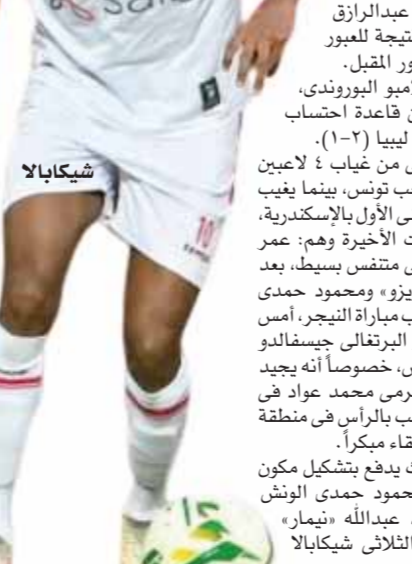 عبدالرازق
تيجة للعبور
ور المقبل.
امبو البوروندى،
ن قاعدة احتساب
ليبيا (٢-١).
ى من غياب ٤ لاعبين
ب تونس، بينما يغيب
ى الأول بالإسكندرية،
ت الأخيرة وهم: عمر
ى متنفس بسيط، بعد
يزو» ومحمود حمدى
ب مباراة النيجر، أمس
البرتغالى جيسفالدو
ں، خصوصاً أنه يجيد
رمى محمد عواد فى
ب بالرأس فى منطقة
قاء مبكراً.
ك يدفع بتشكيل مكون
حمود حمدى الونش
عبدالله «نيمار»
الثلاثى شيكابالا
شيكابالا
10